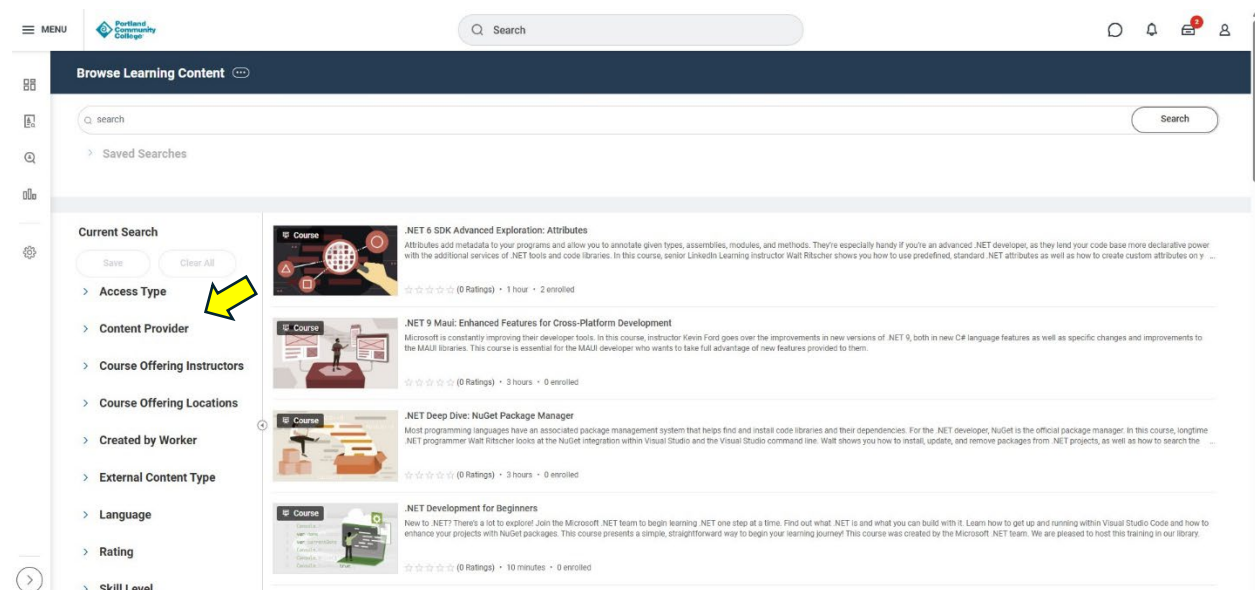 MENU
Portland
Community
College
Search
2
Browse Learning Content
search
Search
Saved Searches
Current Search
Save
Clear All
Access Type
Content Provider
Course Offering Instructors
Course Offering Locations
Created by Worker
External Content Type
Language
Rating
Skill Level
Course
.NET 6 SDK Advanced Exploration: Attributes
Attributes add metadata to your programs and allow you to annotate given types, assemblies, modules, and methods. They're especially handy if you're an advanced .NET developer, as they lend your code base more declarative power
with the additional services of .NET tools and code libraries. In this course, senior LinkedIn Learning instructor Walt Ritscher shows you how to use predefined, standard .NET attributes as well as how to create custom attributes on y ...
(0 Ratings) • 1 hour • 2 enrolled
Course
.NET 9 Maui: Enhanced Features for Cross-Platform Development
Microsoft is constantly improving their developer tools. In this course, instructor Kevin Ford goes over the improvements in new versions of .NET 9, both in new C# language features as well as specific changes and improvements to
the MAUI libraries. This course is essential for the MAUI developer who wants to take full advantage of new features provided to them.
(0 Ratings) • 3 hours • 0 enrolled
Course
.NET Deep Dive: NuGet Package Manager
Most programming languages have an associated package management system that helps find and install code libraries and their dependencies. For the .NET developer, NuGet is the official package manager. In this course, longtime
.NET programmer Walt Ritscher looks at the NuGet integration within Visual Studio and the Visual Studio command line. Walt shows you how to install, update, and remove packages from .NET projects, as well as how to search the ...
(0 Ratings) • 3 hours • 0 enrolled
Course
.NET Development for Beginners
New to .NET? There's a lot to explore! Join the Microsoft .NET team to begin learning .NET one step at a time. Find out what .NET is and what you can build with it. Learn how to get up and running within Visual Studio Code and how to
enhance your projects with NuGet packages. This course presents a simple, straightforward way to begin your learning journey! This course was created by the Microsoft .NET team. We are pleased to host this training in our library.
(0 Ratings) • 10 minutes • 0 enrolled